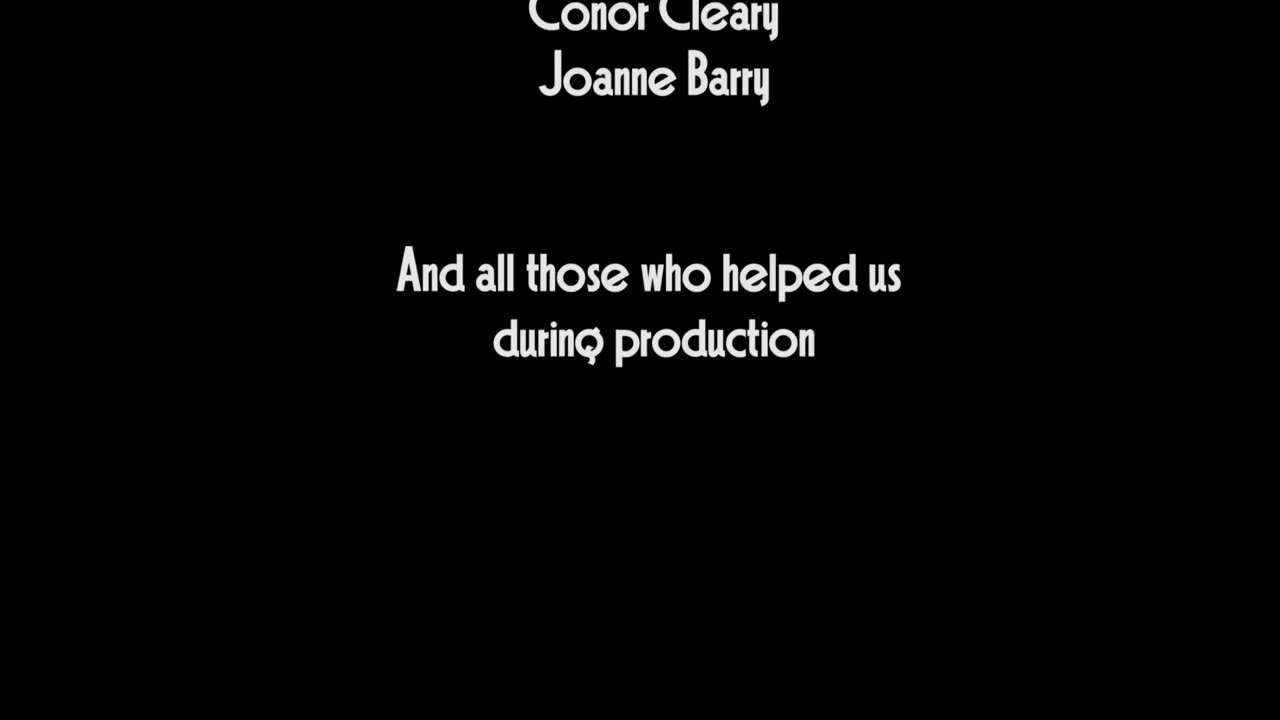 Conor Cleary
Joanne Barry
And all those who helped us
during production